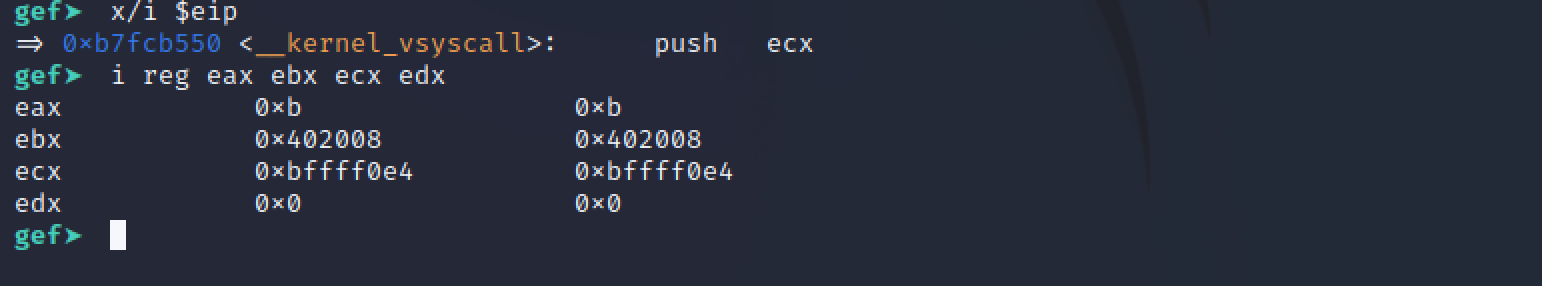 gef➤ x/i $eip
⇒ 0×b7fcb550 <__kernel_vsyscall>: push ecx
gef➤ i reg eax ebx ecx edx
eax 0×b 0×b
ebx 0×402008 0×402008
ecx 0×bffff0e4 0×bffff0e4
edx 0×0 0×0
gef➤